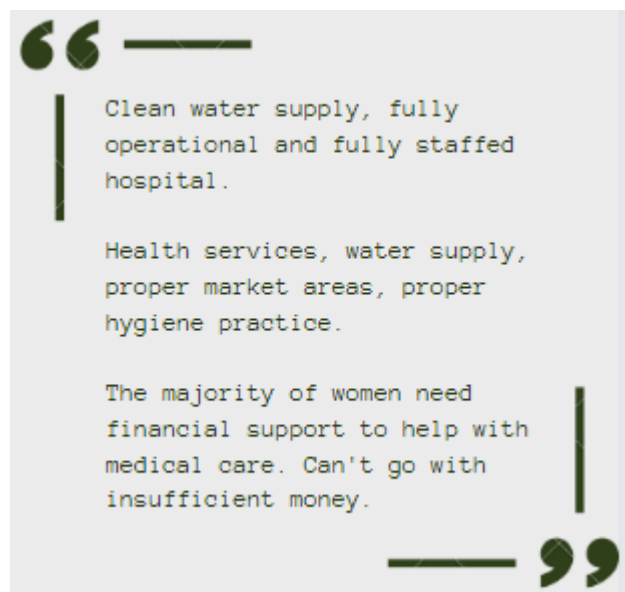 Clean water supply, fully
operational and fully staffed
hospital.
Health services, water supply,
proper market areas, proper
hygiene practice.
The majority of women need
financial support to help with
medical care. Can't go with
insufficient money.